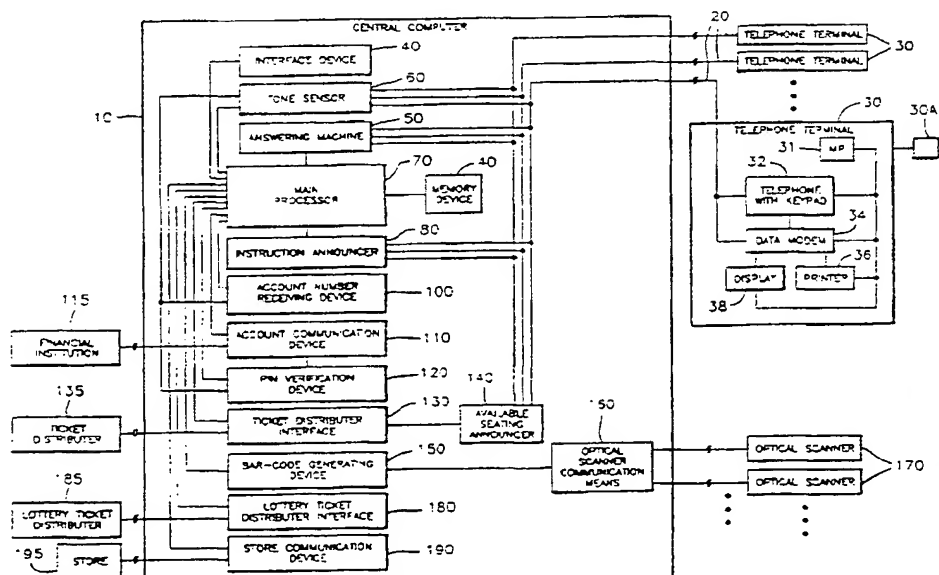 CENTRAL COMPUTER
10
40
INTERFACE DEVICE
60
TONE SENSOR
50
ANSWERING MACHINE
70
MAIN PROCESSOR
40
MEMORY DEVICE
80
INSTRUCTION ANNOUNCER
ACCOUNT NUMBER
RECEIVING DEVICE
100
115
FINANCIAL
INSTITUTION
ACCOUNT COMMUNICATION
DEVICE
110
PIN VERIFICATION
DEVICE
120
135
TICKET
DISTRIBUTER
TICKET DISTRIBUTER
INTERFACE
130
140
AVAILABLE
SEATING
ANNOUNCER
BAR-CODE GENERATING
DEVICE
150
160
OPTICAL
SCANNER
COMMUNICATION
MEANS
OPTICAL SCANNER
OPTICAL SCANNER
170
185
LOTTERY TICKET
DISTRIBUTER
LOTTERY TICKET
DISTRIBUTER INTERFACE
180
195
STORE
STORE COMMUNICATION
DEVICE
190
20
TELEPHONE TERMINAL
TELEPHONE TERMINAL
30
30
30A
TELEPHONE TERMINAL
31
MP
32
TELEPHONE
WITH KEYPAD
34
DATA MODEM
36
DISPLAY
PRINTER
38